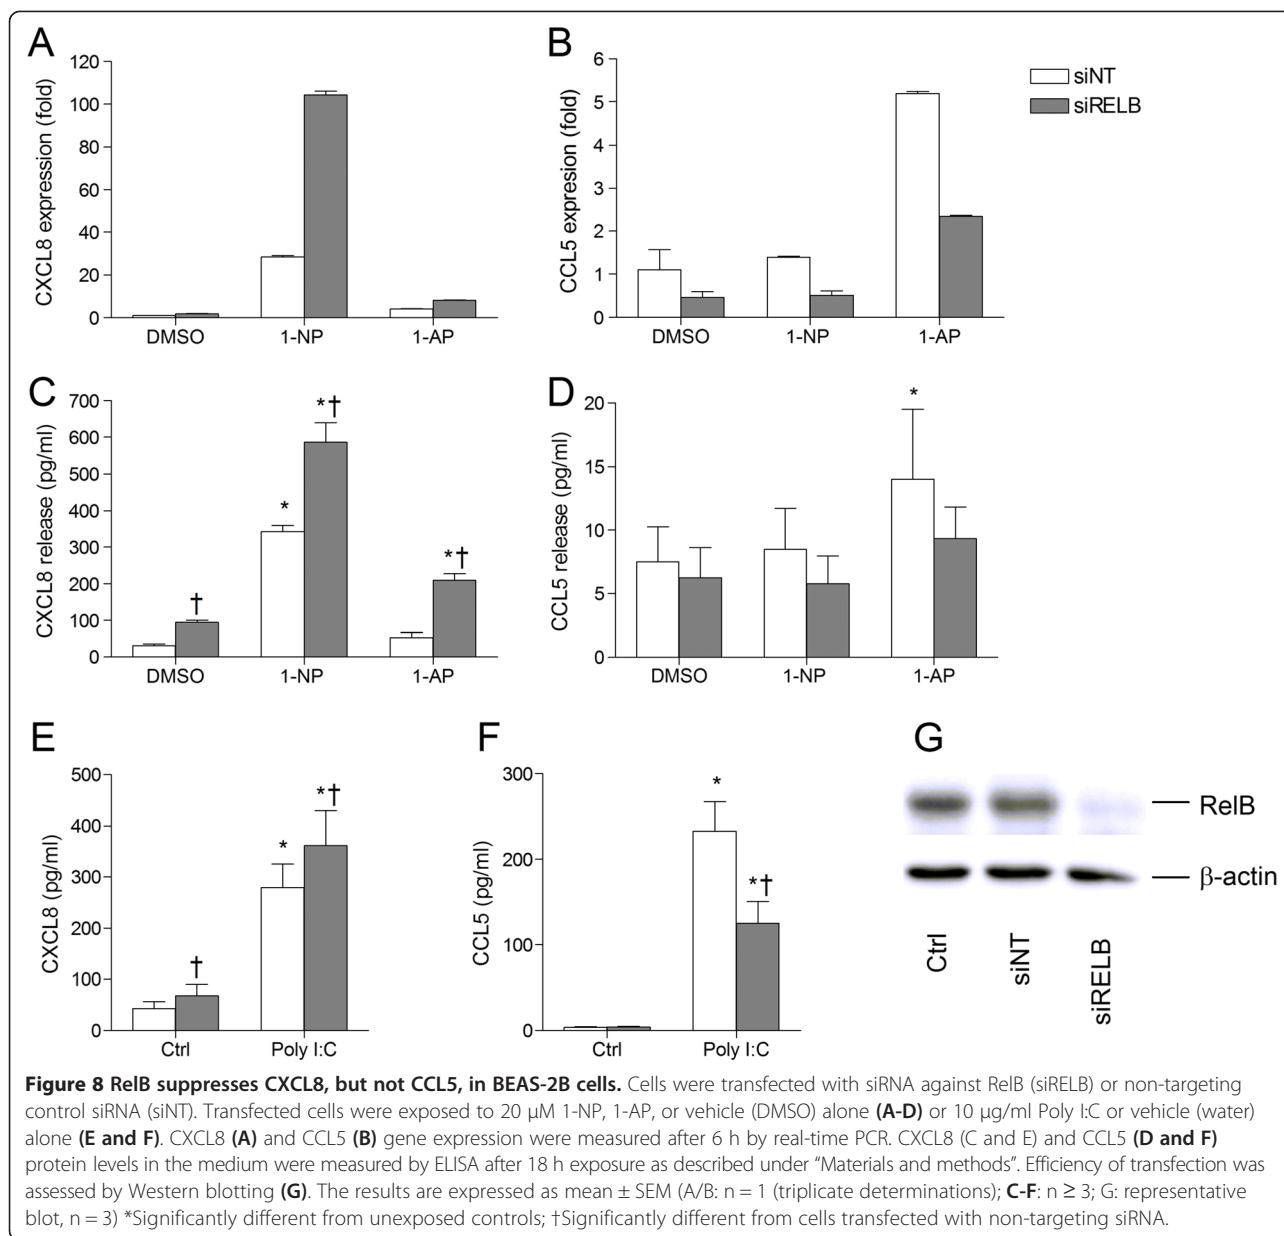 A
120
100
80
60
40
20
0
CXCL8 expression (fold)
DMSO
1-NP
1-AP
B
6
5
4
3
2
1
0
CCL5 expresion (fold)
DMSO
1-NP
1-AP
siNT
siRELB
C
700
600
500
400
300
200
100
0
CXCL8 release (pg/ml)
†
*
*†
*†
DMSO
1-NP
1-AP
D
20
15
10
5
0
CCL5 release (pg/ml)
*
DMSO
1-NP
1-AP
E
500
400
300
200
100
0
CXCL8 (pg/ml)
†
*
*†
Ctrl
Poly I:C
F
300
200
100
0
CCL5 (pg/ml)
*
*†
Ctrl
Poly I:C
G
RelB
β-actin
Ctrl
siNT
siRELB
Figure 8 RelB suppresses CXCL8, but not CCL5, in BEAS-2B cells. Cells were transfected with siRNA against RelB (siRELB) or non-targeting
control siRNA (siNT). Transfected cells were exposed to 20 μM 1-NP, 1-AP, or vehicle (DMSO) alone (A-D) or 10 μg/ml Poly I:C or vehicle (water)
alone (E and F). CXCL8 (A) and CCL5 (B) gene expression were measured after 6 h by real-time PCR. CXCL8 (C and E) and CCL5 (D and F)
protein levels in the medium were measured by ELISA after 18 h exposure as described under “Materials and methods”. Efficiency of transfection was
assessed by Western blotting (G). The results are expressed as mean ± SEM (A/B: n = 1 (triplicate determinations); C-F: n ≥ 3; G: representative
blot, n = 3) *Significantly different from unexposed controls; †Significantly different from cells transfected with non-targeting siRNA.